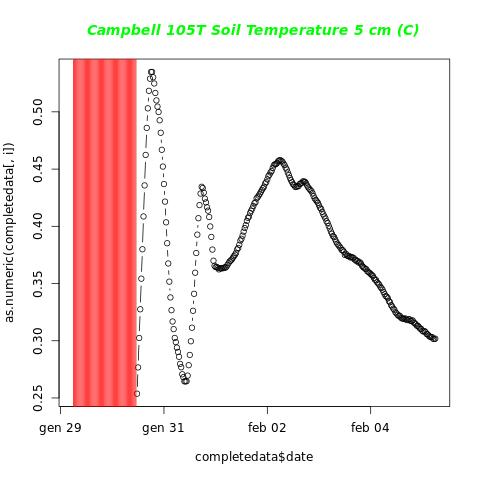 Campbell 105T Soil Temperature 5 cm (C)
as.numeric(completedata[, i])
0.50
0.45
0.40
0.35
0.30
0.25
gen 29 gen 31 feb 02 feb 04
completedata$date